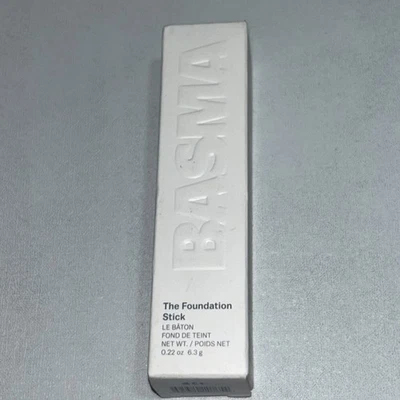 BASMA
The Foundation
Stick
LE BÂTON
FOND DE TEINT
NET WT. / POIDS NET
0.22 oz 6.3 g